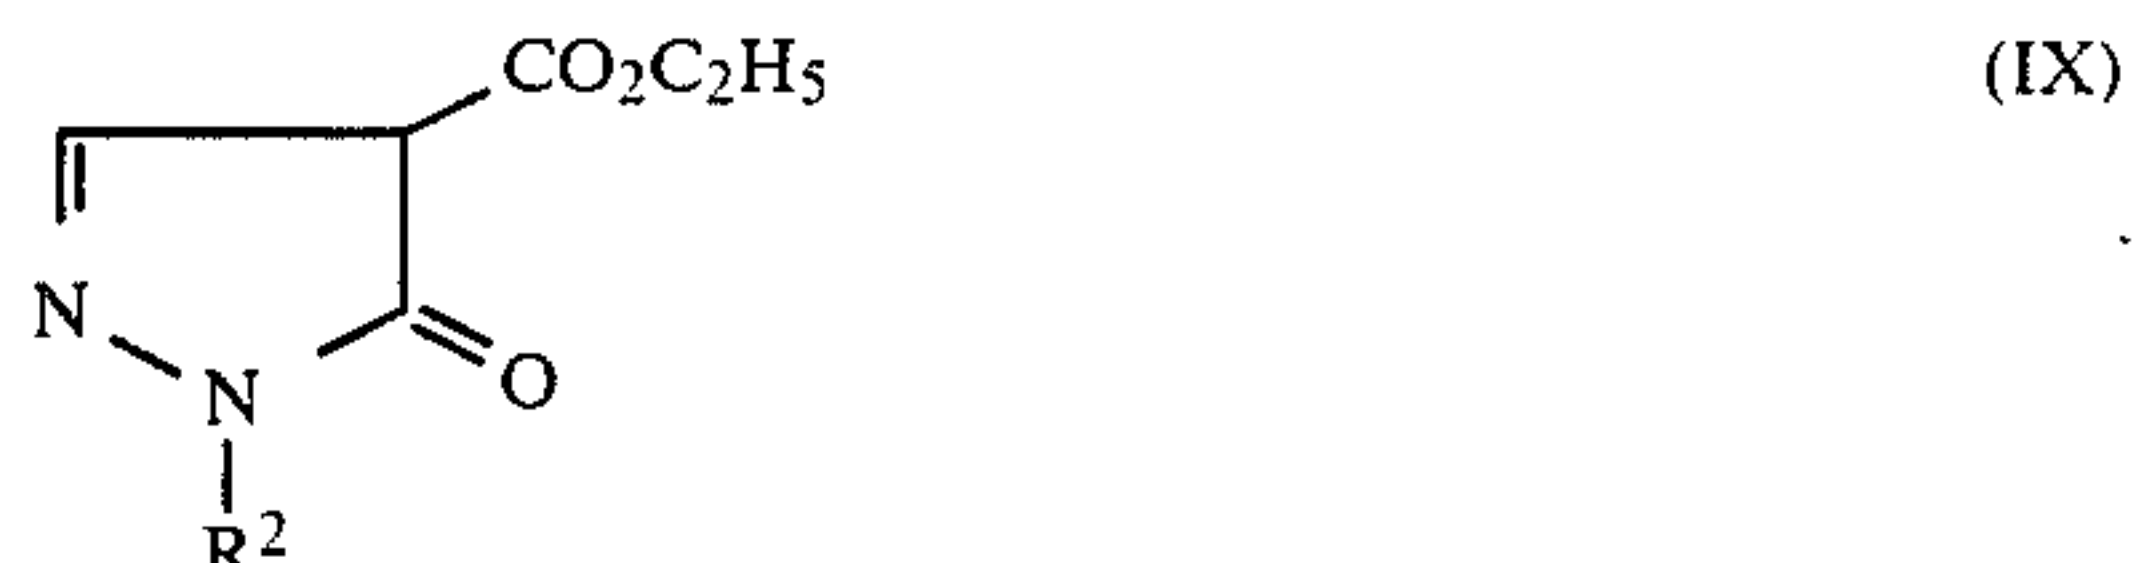 CO₂C₂H₅ (IX)
N
N O
R²